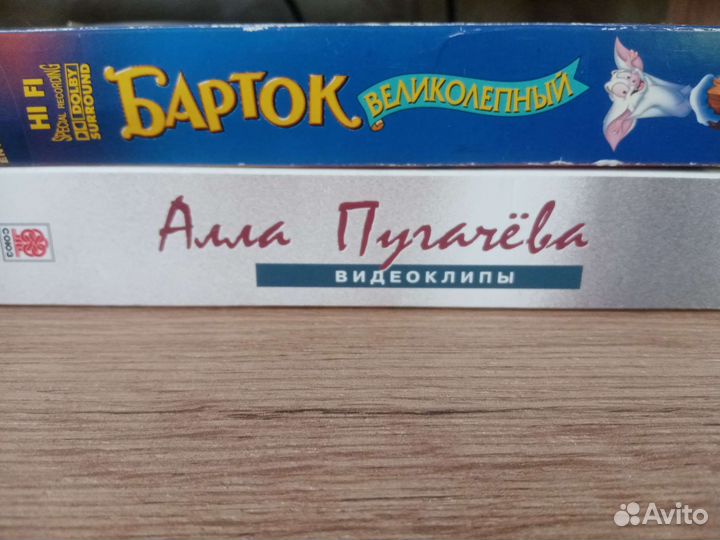 HI FI
SPECIAL RECORDING
DOLBY
SURROUND
БАРТОК
ВЕЛИКОЛЕПНЫЙ
Алла Пугачёва
ВИДЕОКЛИПЫ
СОЮЗ
Avito